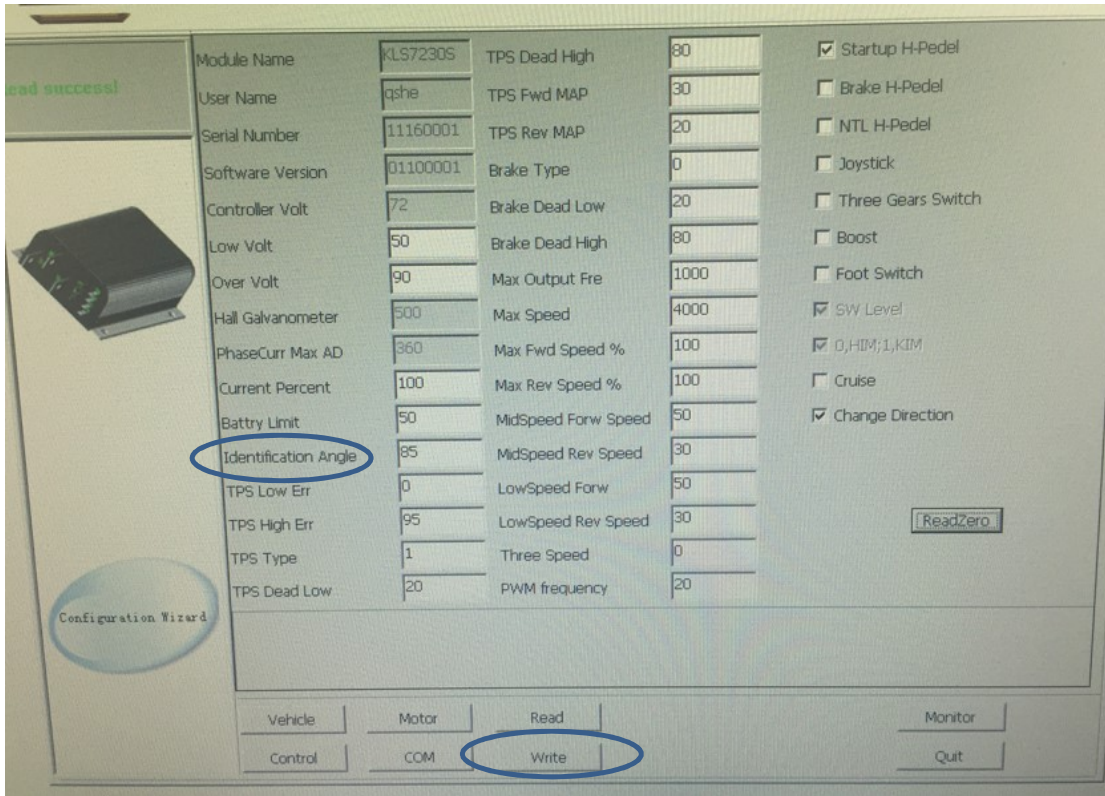 ead success!
Module Name KLS7230S TPS Dead High 80 Startup H-Pedel
User Name qshe TPS Fwd MAP 30 Brake H-Pedel
Serial Number 11160001 TPS Rev MAP 20 NTL H-Pedel
Software Version 01100001 Brake Type 0 Joystick
Controller Volt 72 Brake Dead Low 20 Three Gears Switch
Low Volt 50 Brake Dead High 80 Boost
Over Volt 90 Max Output Fre 1000 Foot Switch
Hall Galvanometer 500 Max Speed 4000 SW Level
PhaseCurr Max AD 360 Max Fwd Speed % 100 0,HIM;1,KIM
Current Percent 100 Max Rev Speed % 100 Cruise
Battry Limit 50 MidSpeed Forw Speed 50 Change Direction
Identification Angle 85 MidSpeed Rev Speed 30
TPS Low Err 0 LowSpeed Forw 50
TPS High Err 95 LowSpeed Rev Speed 30 ReadZero
TPS Type 1 Three Speed 0
TPS Dead Low 20 PWM frequency 20
Configuration Wizard
Vehicle Motor Read Monitor
Control COM Write Quit